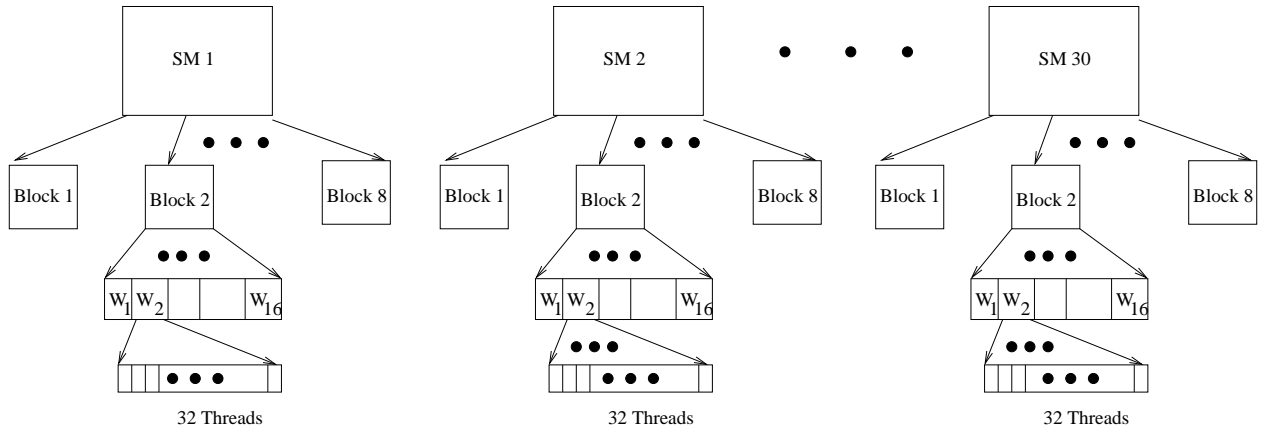 SM 1
SM 2
SM 30
Block 1
Block 2
Block 8
Block 1
Block 2
Block 8
Block 1
Block 2
Block 8
W1 W2 W16
W1 W2 W16
W1 W2 W16
32 Threads
32 Threads
32 Threads